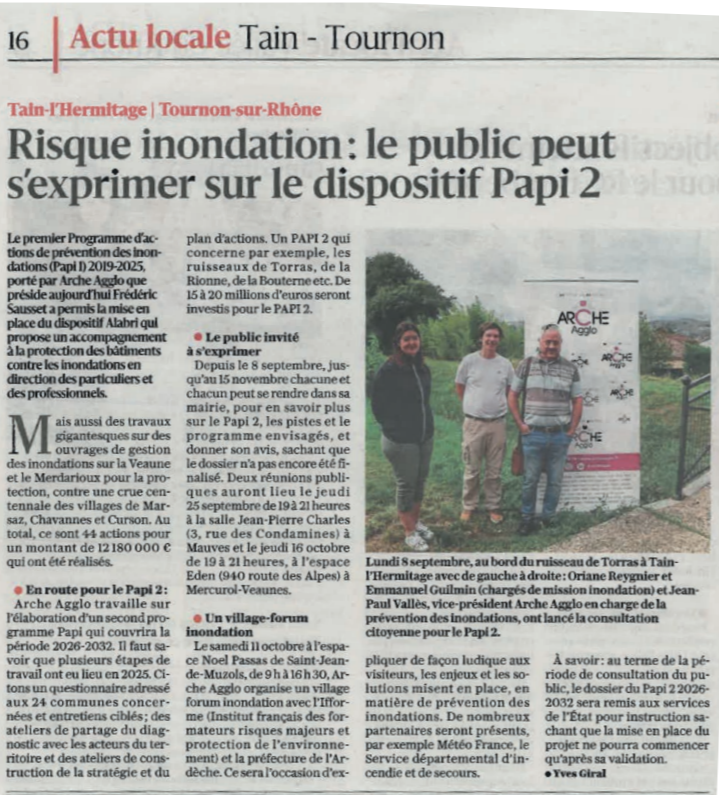 16 Actu locale Tain - Tournon
Tain-l'Hermitage | Tournon-sur-Rhône
Risque inondation : le public peut
s'exprimer sur le dispositif Papi 2
Le premier Programme d'ac-
tions de prévention des inon-
dations (Papi I) 2019-2025,
porté par Arche Agglo que
préside aujourd'hui Frédéric
Sausset a permis la mise en
place du dispositif Alabri qui
propose un accompagnement
à la protection des bâtiments
contre les inondations en
direction des particuliers et
des professionnels.
Mais aussi des travaux
gigantesques sur des
ouvrages de gestion
des inondations sur la Veaune
et le Merdarioux pour la pro-
tection, contre une crue cen-
tennale des villages de Mar-
saz, Chavannes et Curson. Au
total, ce sont 44 actions pour
un montant de 12 180 000 €
qui ont été réalisés.
● En route pour le Papi 2 :
Arche Agglo travaille sur
l'élaboration d'un second pro-
gramme Papi qui couvrira la
période 2026-2032. Il faut sa-
voir que plusieurs étapes de
travail ont eu lieu en 2025. Ci-
tons un questionnaire adressé
aux 24 communes concer-
nées et entretiens ciblés ; des
ateliers de partage du diag-
nostic avec les acteurs du ter-
ritoire et des ateliers de cons-
truction de la stratégie et du
plan d'actions. Un PAPI 2 qui
concerne par exemple, les
ruisseaux de Torras, de la
Rionne, de la Bouterne etc. De
15 à 20 millions d'euros seront
investis pour le PAPI 2.
● Le public invité
à s'exprimer
Depuis le 8 septembre, jus-
qu'au 15 novembre chacune et
chacun peut se rendre dans sa
mairie, pour en savoir plus
sur le Papi 2, les pistes et le
programme envisagés, et
donner son avis, sachant que
le dossier n'a pas encore été fi-
nalisé. Deux réunions publi-
ques auront lieu le jeudi
25 septembre de 19 à 21 heures
à la salle Jean-Pierre Charles
(3, rue des Condamines) à
Mauves et le jeudi 16 octobre
de 19 à 21 heures, à l'espace
Eden (940 route des Alpes) à
Mercurol-Veaunes.
● Un village-forum
inondation
Le samedi 11 octobre à l'espa-
ce Noel Passas de Saint-Jean-
de-Muzols, de 9 h à 16 h 30, Ar-
che Agglo organise un village
forum inondation avec l'Iffo-
rme (Institut français des for-
mateurs risques majeurs et
protection de l'environne-
ment) et la préfecture de l'Ar-
dèche. Ce sera l'occasion d'ex-
ARCHE
Agglo
ARCHE
Agglo
ARCHE
Agglo
Lundi 8 septembre, au bord du ruisseau de Torras à Tain-
l'Hermitage avec de gauche à droite : Oriane Reygnier et
Emmanuel Guilmin (chargés de mission inondation) et Jean-
Paul Vallès, vice-président Arche Agglo en charge de la
prévention des inondations, ont lancé la consultation
citoyenne pour le Papi 2.
pliquer de façon ludique aux
visiteurs, les enjeux et les so-
lutions misent en place, en
matière de prévention des
inondations. De nombreux
partenaires seront présents,
par exemple Météo France, le
Service départemental d'in-
cendie et de secours.
À savoir : au terme de la pé-
riode de consultation du pu-
blic, le dossier du Papi 2 2026-
2032 sera remis aux services
de l'État pour instruction sa-
chant que la mise en place du
projet ne pourra commencer
qu'après sa validation.
● Yves Giral